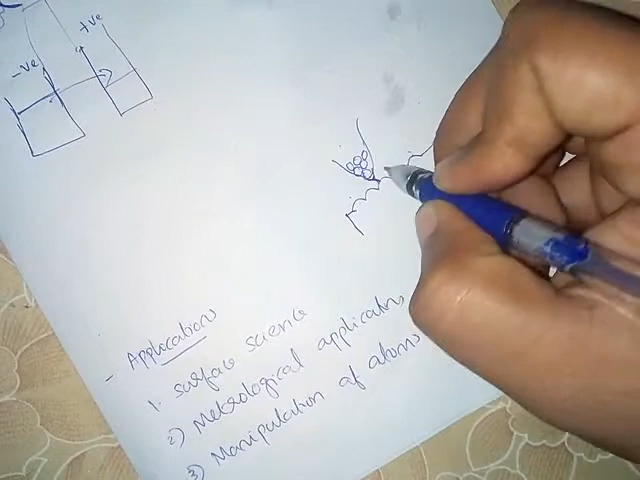 +ve
-ve
- Applications
1. Surface science
2) Metrological applications
3) Manipulation of atoms